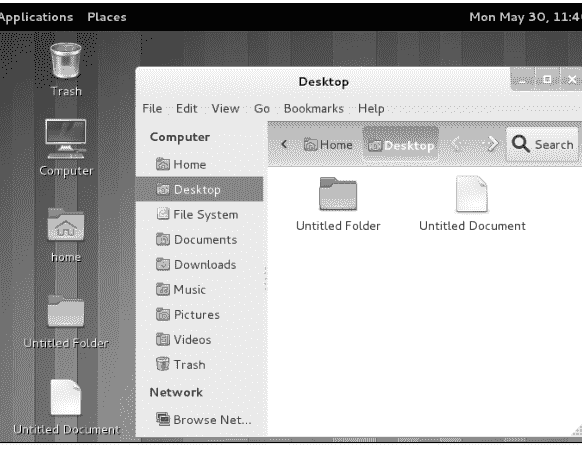 Applications Places Mon May 30, 11:4
Trash
Computer
home
Untitled Folder
Untitled Document
Desktop
File Edit View Go Bookmarks Help
Computer
Home
Desktop
File System
Documents
Downloads
Music
Pictures
Videos
Trash
Network
Browse Net...
Home Desktop Search
Untitled Folder Untitled Document